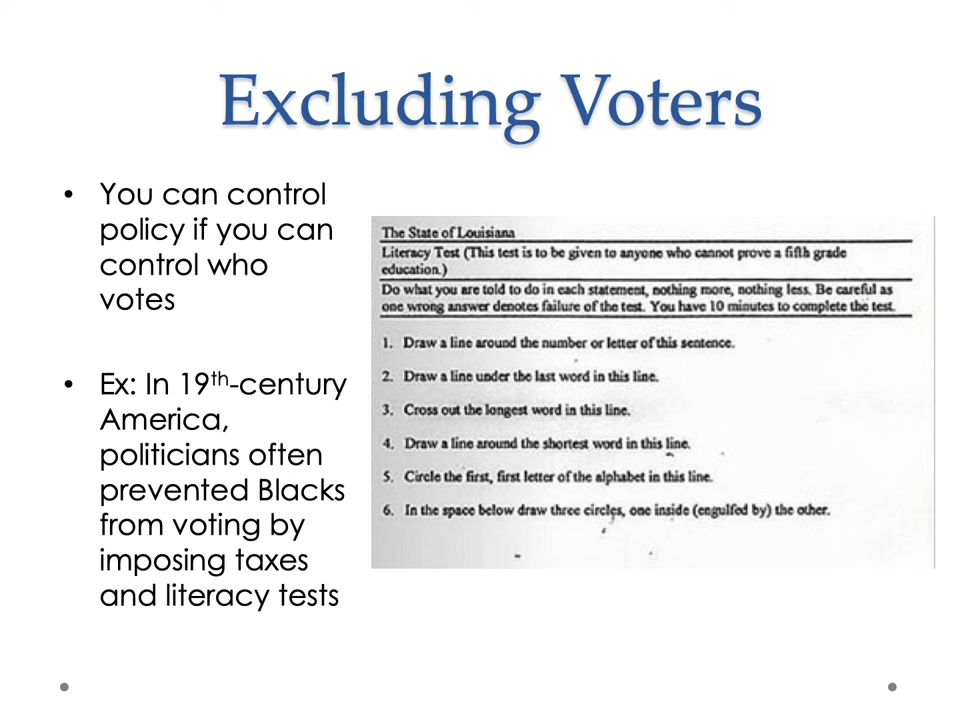 Excluding Voters
• You can control
policy if you can
control who
votes
• Ex: In 19th-century
America,
politicians often
prevented Blacks
from voting by
imposing taxes
and literacy tests
The State of Louisiana
Literacy Test (This test is to be given to anyone who cannot prove a fifth grade
education.)
Do what you are told to do in each statement, nothing more, nothing less. Be careful as
one wrong answer denotes failure of the test. You have 10 minutes to complete the test.
1. Draw a line around the number or letter of this sentence.
2. Draw a line under the last word in this line.
3. Cross out the longest word in this line.
4. Draw a line around the shortest word in this line.
5. Circle the first, first letter of the alphabet in this line.
6. In the space below draw three circles, one inside (engulfed by) the other.